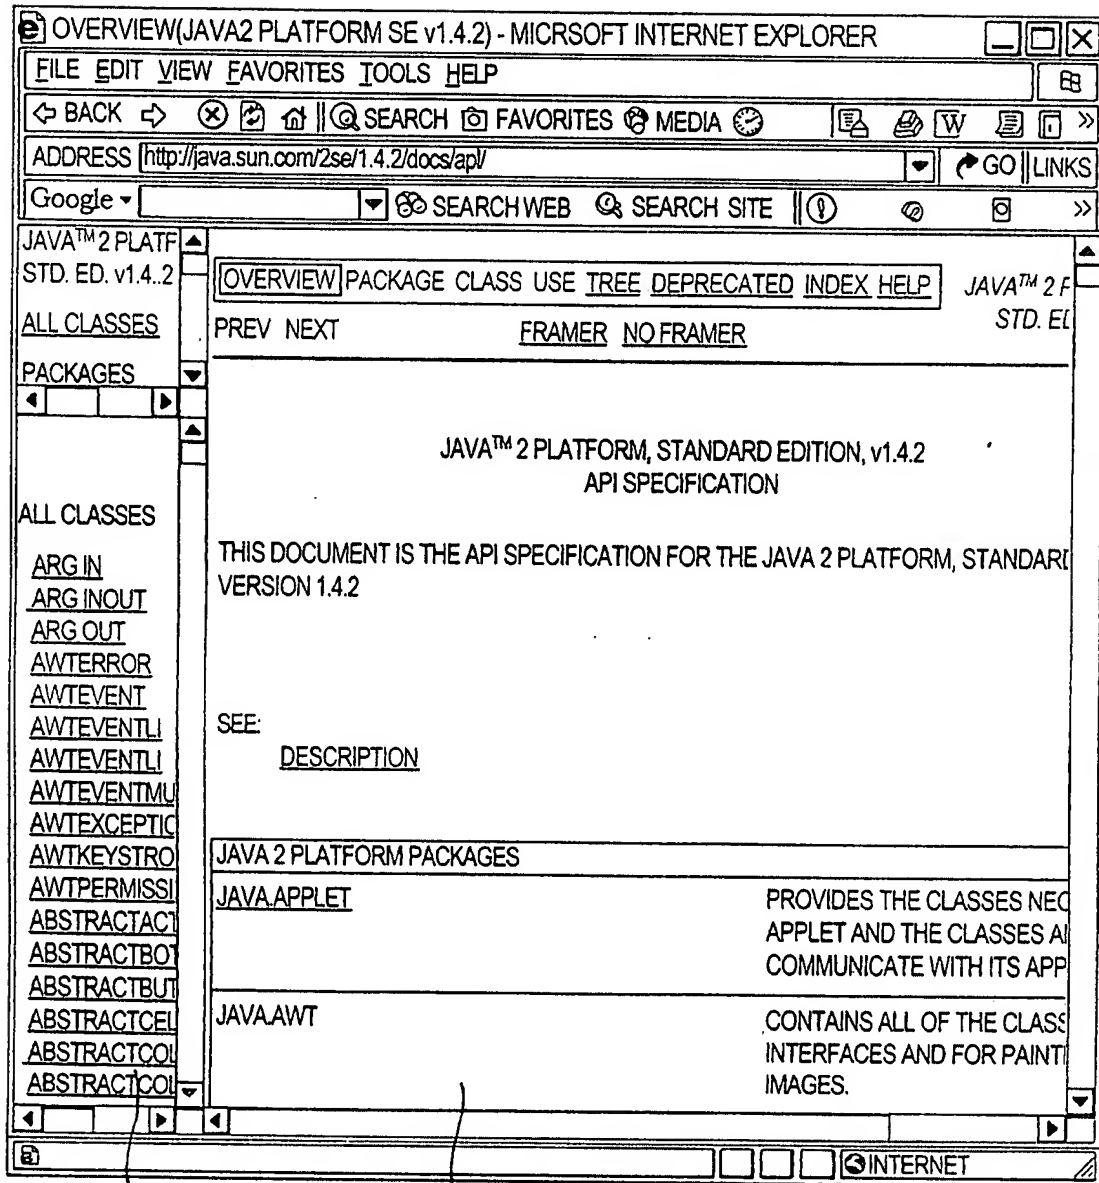 OVERVIEW(JAVA2 PLATFORM SE v1.4.2) - MICRSOFT INTERNET EXPLORER
FILE EDIT VIEW FAVORITES TOOLS HELP
BACK SEARCH FAVORITES MEDIA W »
ADDRESS http://java.sun.com/2se/1.4.2/docs/apl/ GO LINKS
Google SEARCH WEB SEARCH SITE »
JAVA™ 2 PLATF
STD. ED. v1.4..2
ALL CLASSES
PACKAGES
ALL CLASSES
ARG IN
ARG INOUT
ARG OUT
AWTERROR
AWTEVENT
AWTEVENTLI
AWTEVENTLI
AWTEVENTMU
AWTEXCEPTIC
AWTKEYSTRO
AWTPERMISSI
ABSTRACTACT
ABSTRACTBOT
ABSTRACTBUT
ABSTRACTCEL
ABSTRACTCOL
ABSTRACTCOL
OVERVIEW PACKAGE CLASS USE TREE DEPRECATED INDEX HELP
JAVA™ 2 F
STD. EC
PREV NEXT FRAMER NO FRAMER
JAVA™ 2 PLATFORM, STANDARD EDITION, v1.4.2
API SPECIFICATION
THIS DOCUMENT IS THE API SPECIFICATION FOR THE JAVA 2 PLATFORM, STANDARD
VERSION 1.4.2
SEE:
DESCRIPTION
JAVA 2 PLATFORM PACKAGES
JAVA.APPLET
PROVIDES THE CLASSES NEC
APPLET AND THE CLASSES AI
COMMUNICATE WITH ITS APP
JAVA.AWT
CONTAINS ALL OF THE CLASS
INTERFACES AND FOR PAINTI
IMAGES.
INTERNET